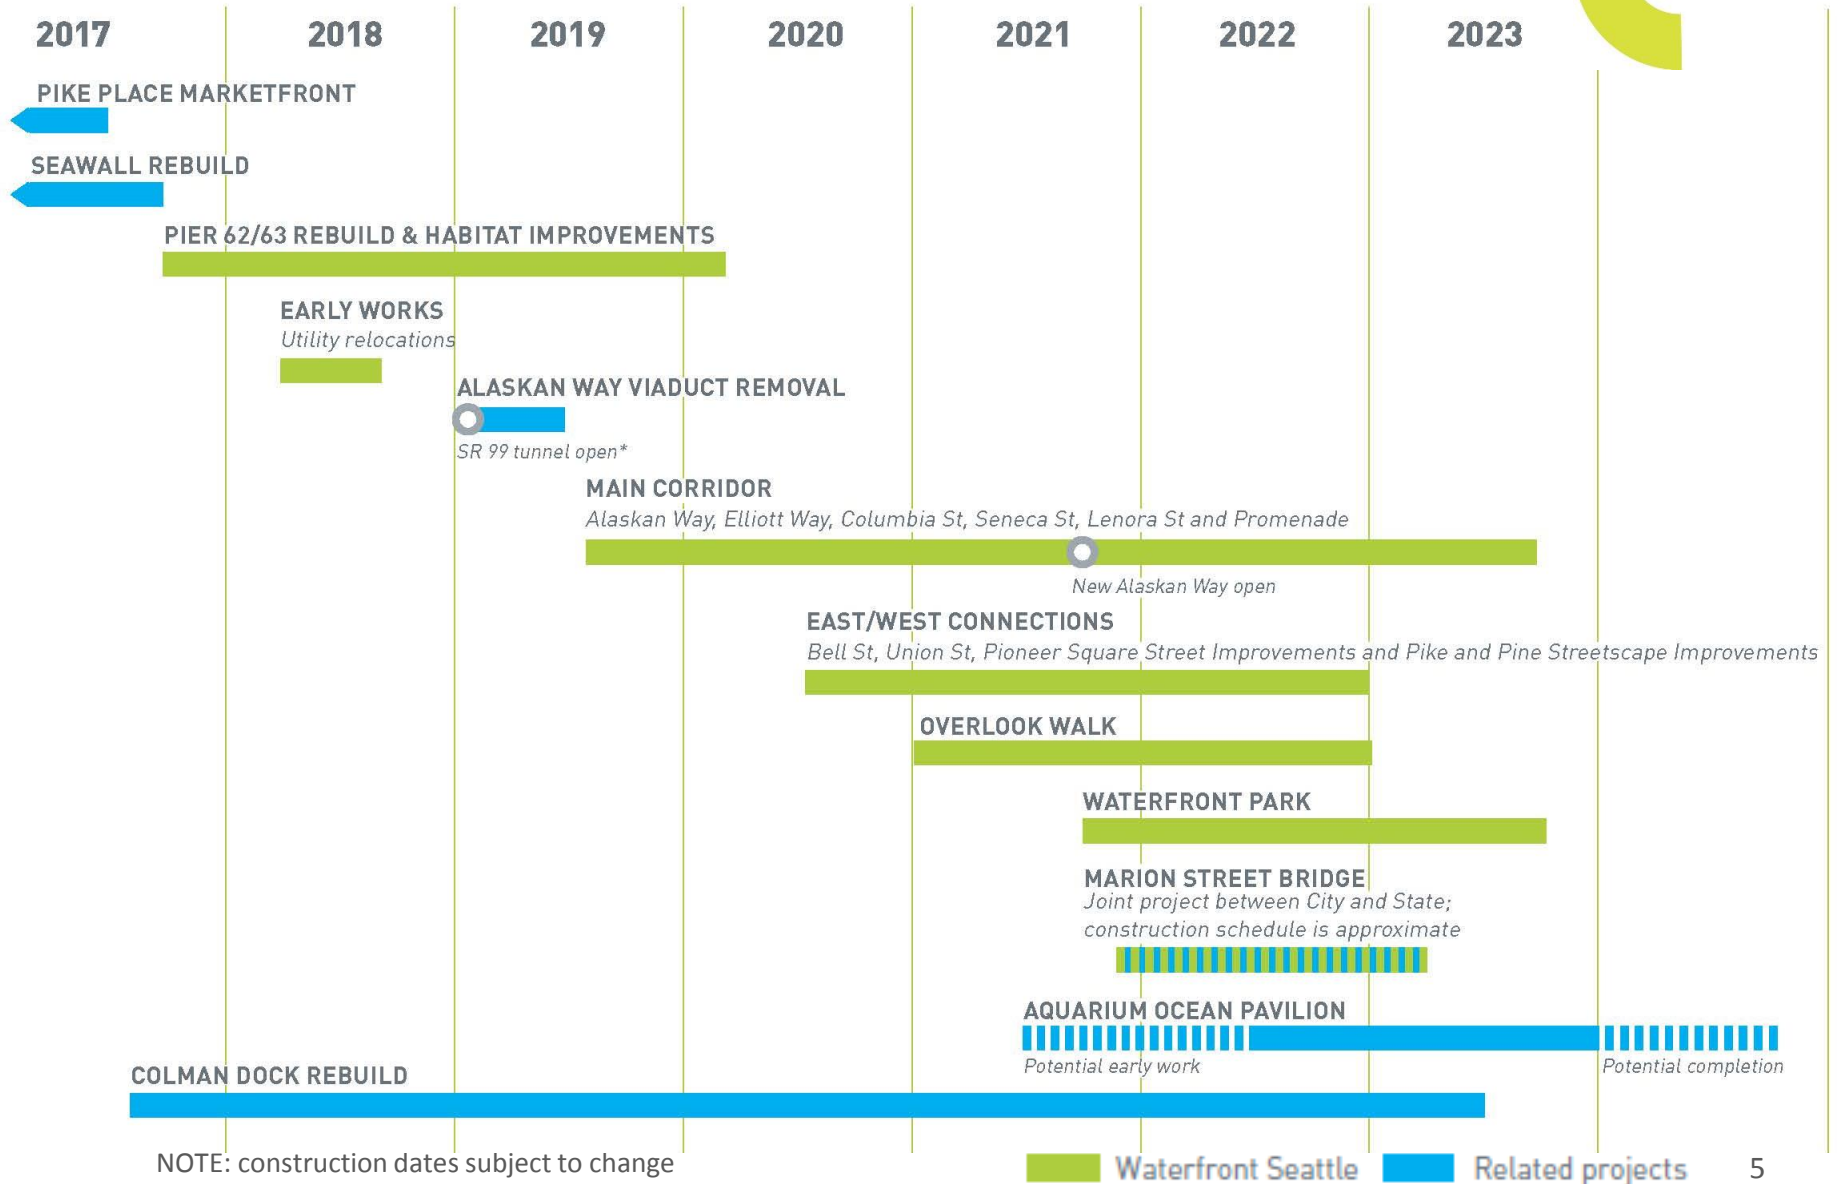 2017 2018 2019 2020 2021 2022 2023
PIKE PLACE MARKETFRONT
SEAWALL REBUILD
PIER 62/63 REBUILD & HABITAT IMPROVEMENTS
EARLY WORKS
Utility relocations
ALASKAN WAY VIADUCT REMOVAL
SR 99 tunnel open*
MAIN CORRIDOR
Alaskan Way, Elliott Way, Columbia St, Seneca St, Lenora St and Promenade
New Alaskan Way open
EAST/WEST CONNECTIONS
Bell St, Union St, Pioneer Square Street Improvements and Pike and Pine Streetscape Improvements
OVERLOOK WALK
WATERFRONT PARK
MARION STREET BRIDGE
Joint project between City and State;
construction schedule is approximate
AQUARIUM OCEAN PAVILION
Potential early work Potential completion
COLMAN DOCK REBUILD
NOTE: construction dates subject to change
Waterfront Seattle Related projects 5